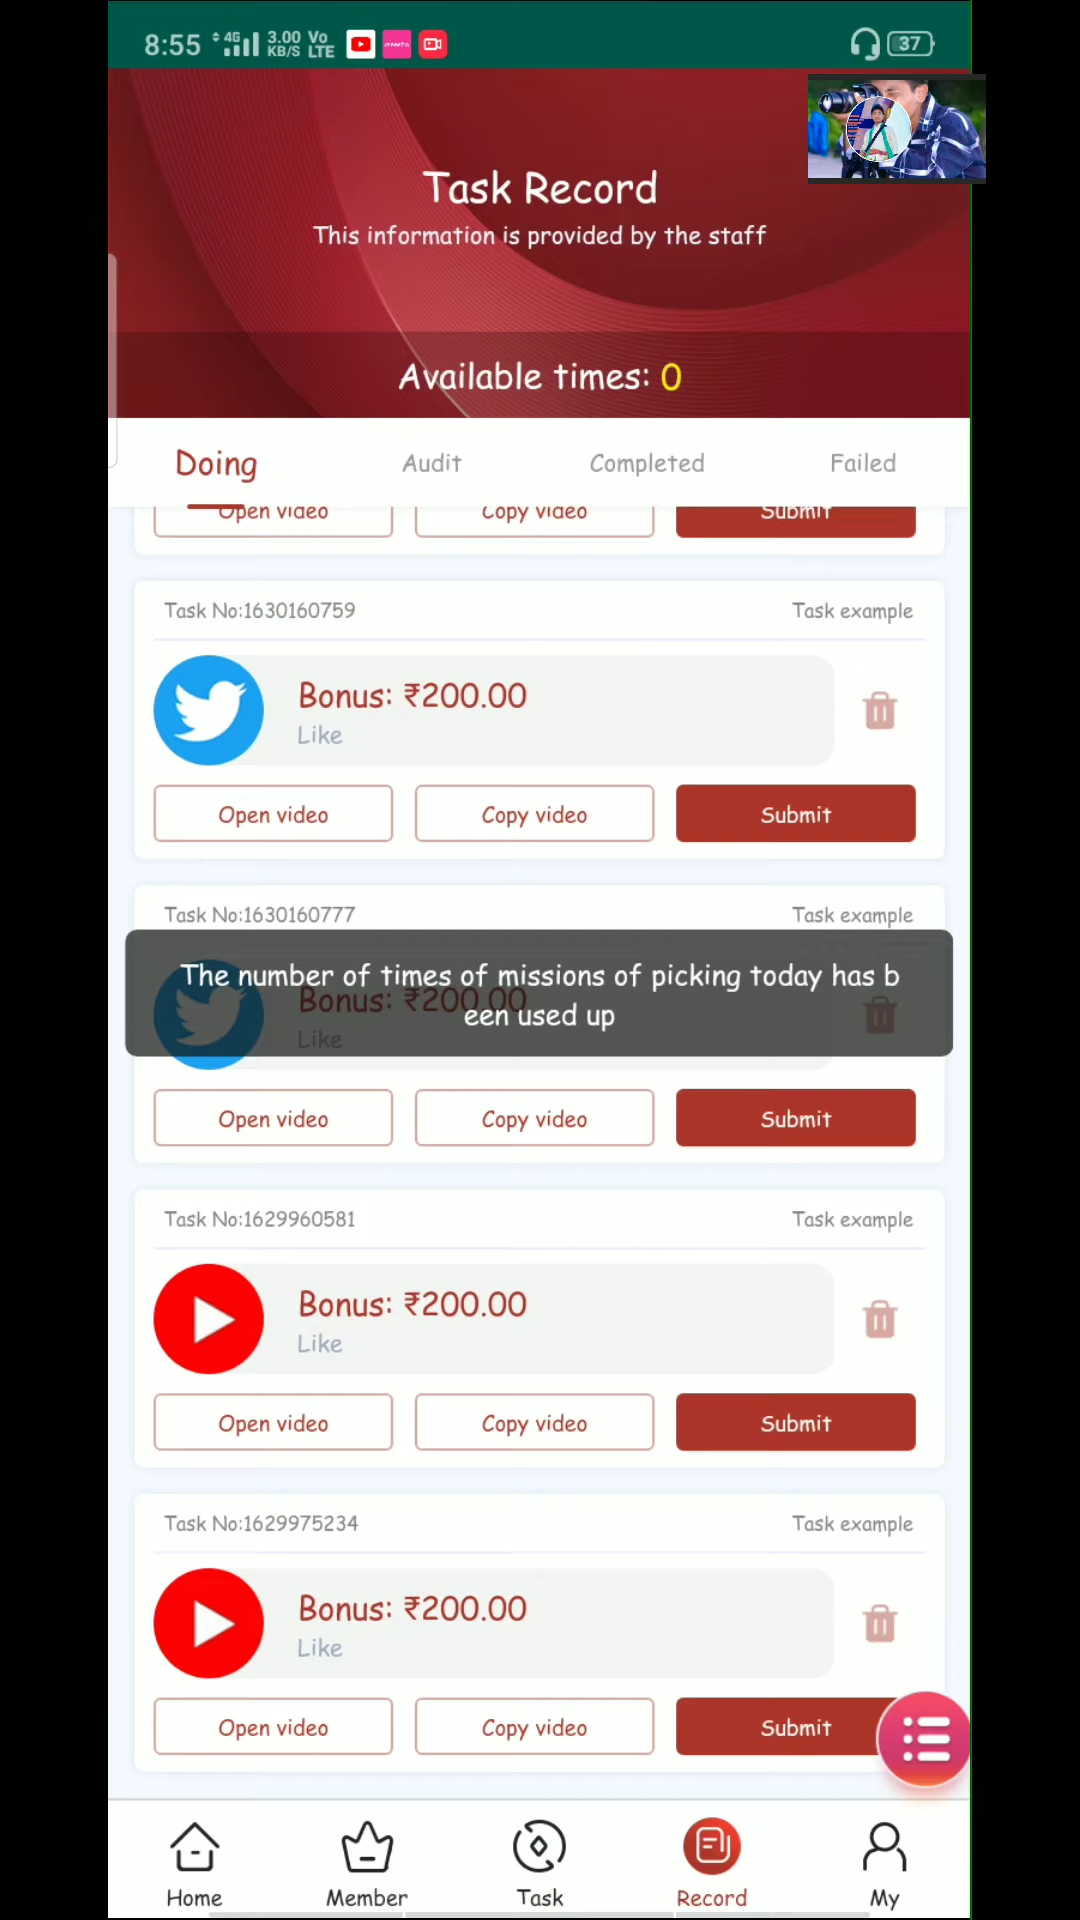 8:55 4G 3.00 KB/S Vo LTE 37
Task Record
This information is provided by the staff
Available times: 0
Doing Audit Completed Failed
Open video Copy video Submit
Task No:1630160759 Task example
Bonus: ₹200.00
Like
Open video Copy video Submit
Task No:1630160777 Task example
The number of times of missions of picking today has b
een used up
Bonus: ₹200.00
Like
Open video Copy video Submit
Task No:1629960581 Task example
Bonus: ₹200.00
Like
Open video Copy video Submit
Task No:1629975234 Task example
Bonus: ₹200.00
Like
Open video Copy video Submit
Home Member Task Record My